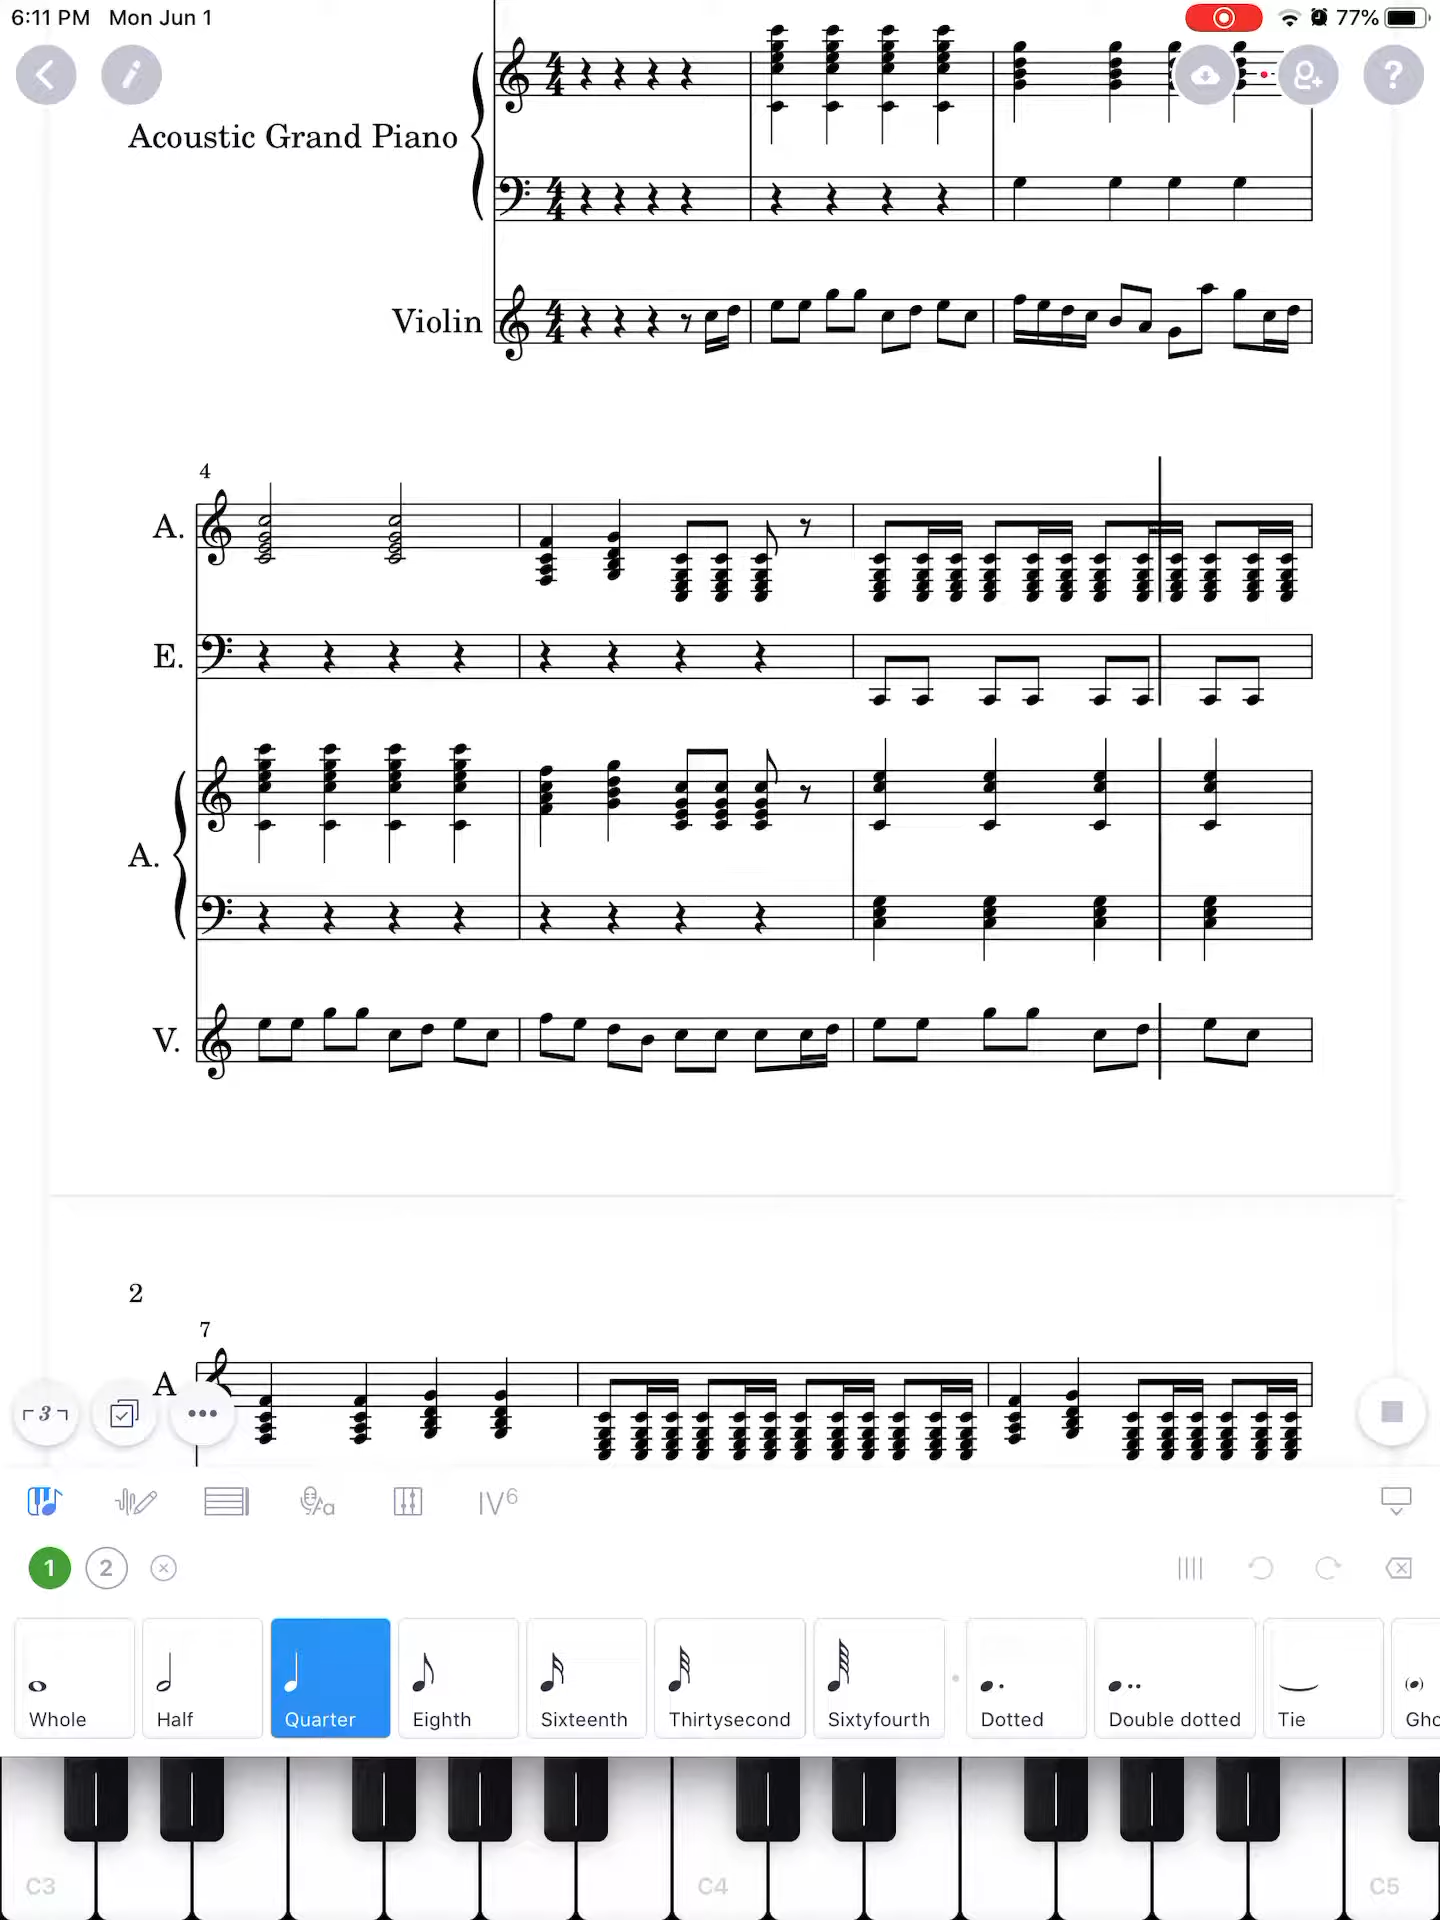 6:11 PM Mon Jun 1
77%
Acoustic Grand Piano
Violin
4
A.
E.
A.
V.
2
7
A
3
IV6
1 2
Whole Half Quarter Eighth Sixteenth Thirtysecond Sixtyfourth Dotted Double dotted Tie Gho
C3 C4 C5